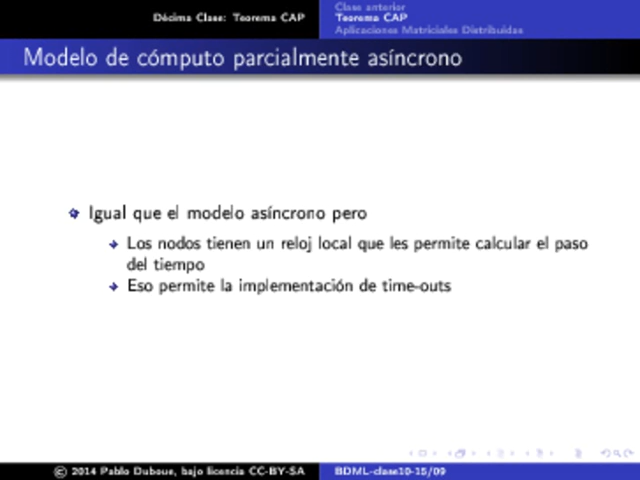 Décima Clase: Teorema CAP
Clase anterior
Teorema CAP
Aplicaciones Matriciales Distribuidas
Modelo de cómputo parcialmente asíncrono
Igual que el modelo asíncrono pero
Los nodos tienen un reloj local que les permite calcular el paso
del tiempo
Eso permite la implementación de time-outs
© 2014 Pablo Duboue, bajo licencia CC-BY-SA
BDML-clase10-15/09